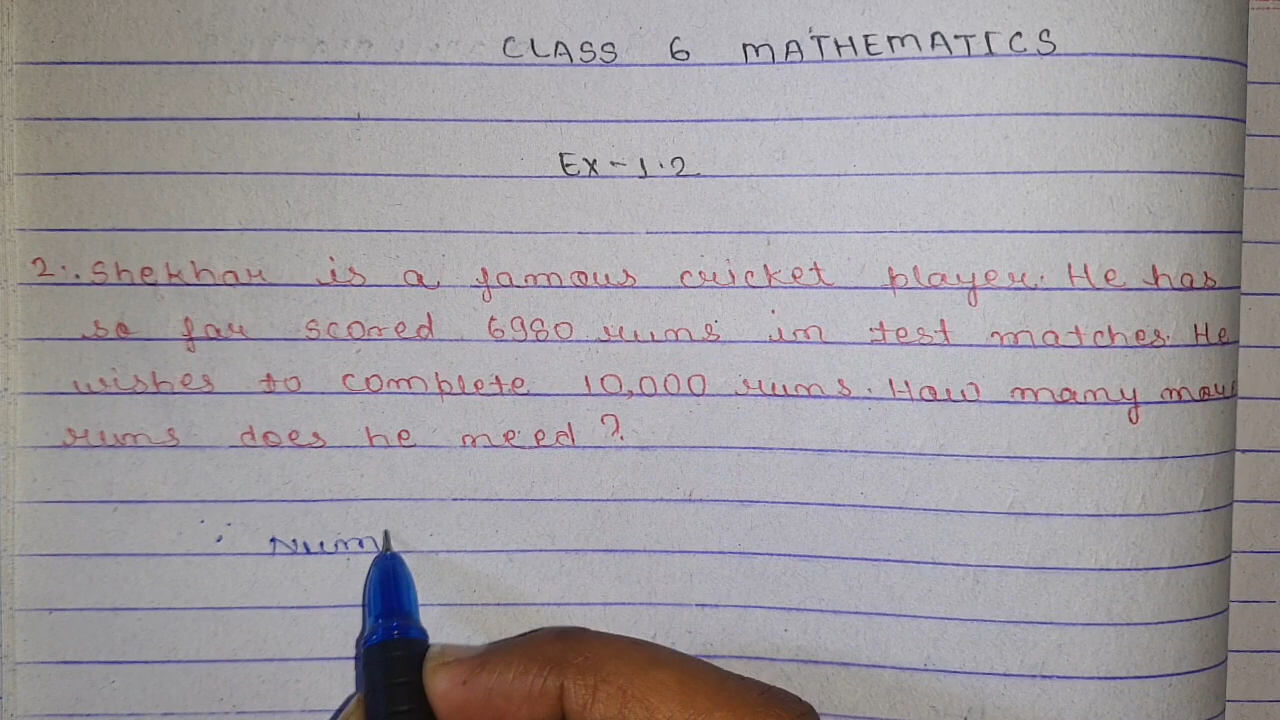 CLASS 6 MATHEMATICS
Ex - 1.2
2:. Shekhar is a famous cricket player. He has
so far scored 6980 runs in test matches. He
wishes to complete 10,000 runs. How many more
runs does he need?
∵ Num